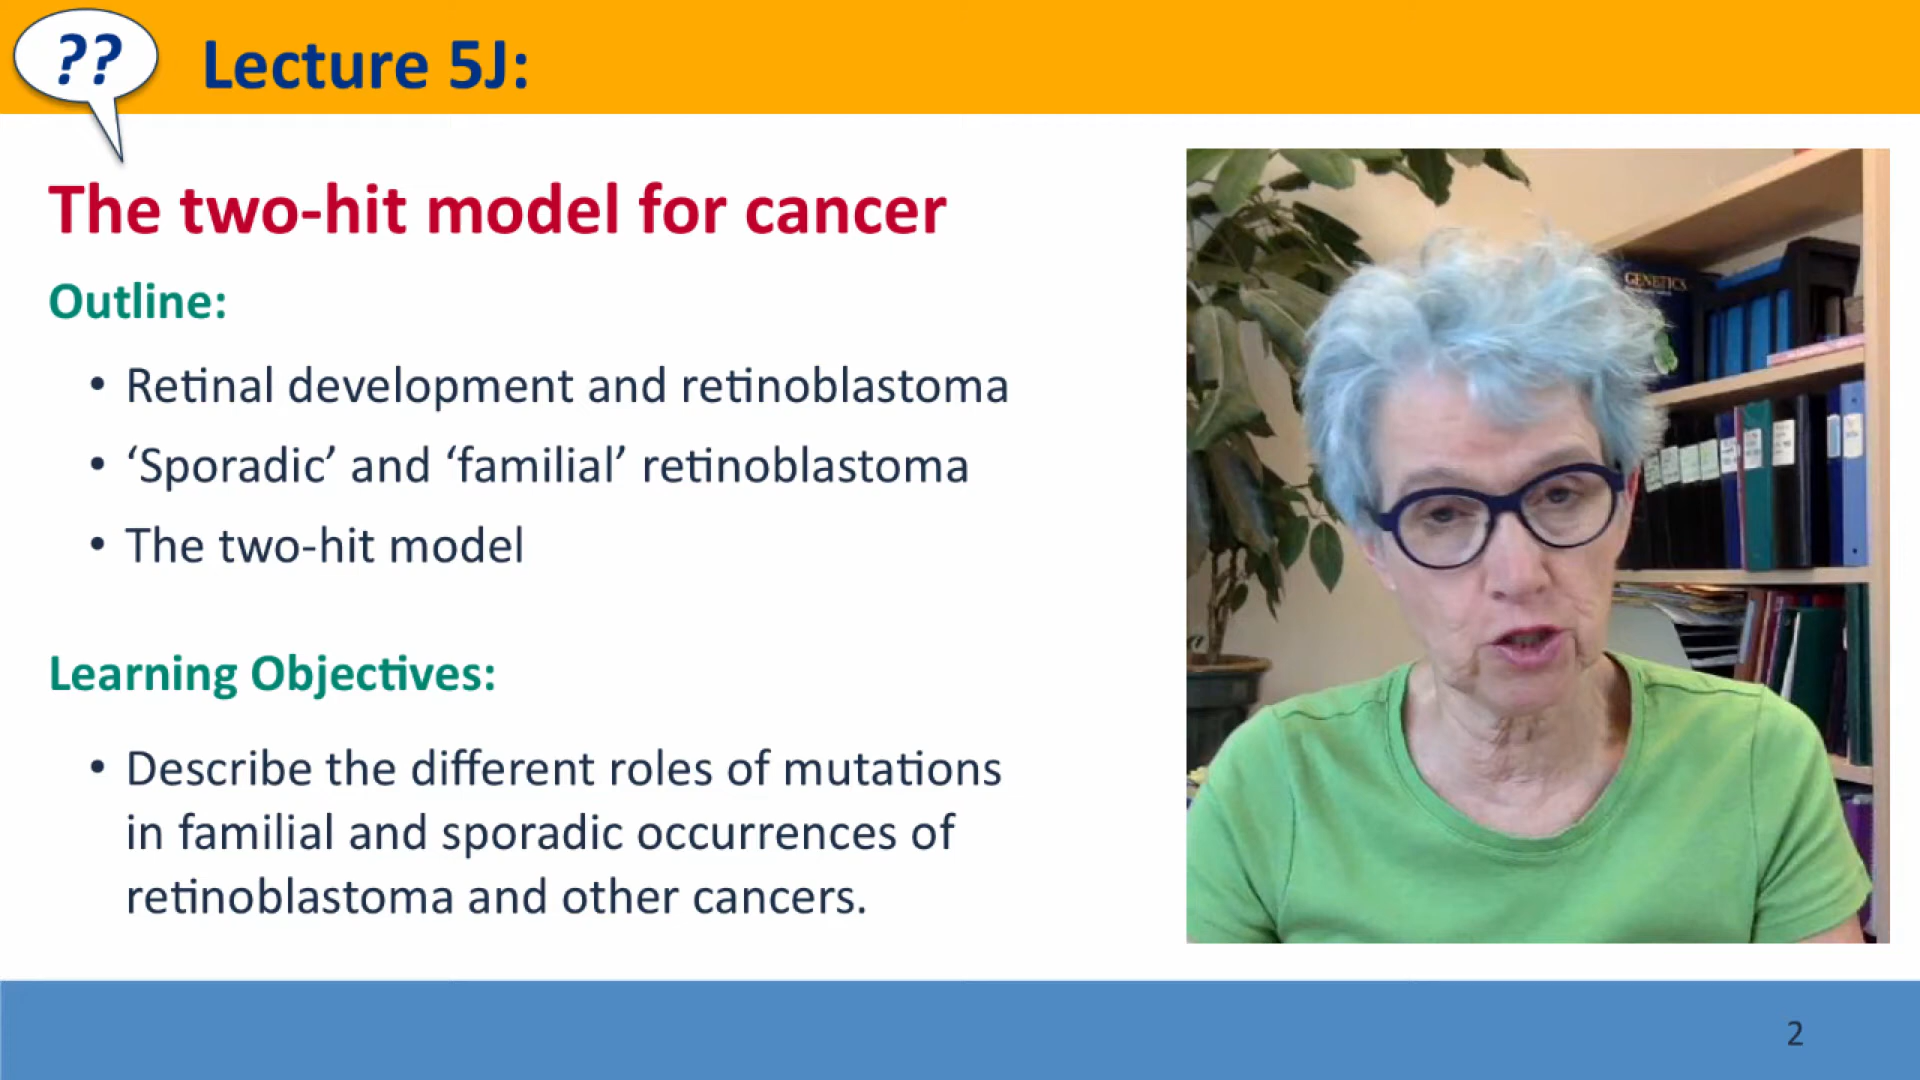 ??
Lecture 5J:
The two-hit model for cancer
Outline:
• Retinal development and retinoblastoma
• ‘Sporadic’ and ‘familial’ retinoblastoma
• The two-hit model
Learning Objectives:
• Describe the different roles of mutations
in familial and sporadic occurrences of
retinoblastoma and other cancers.
GENETICS
2